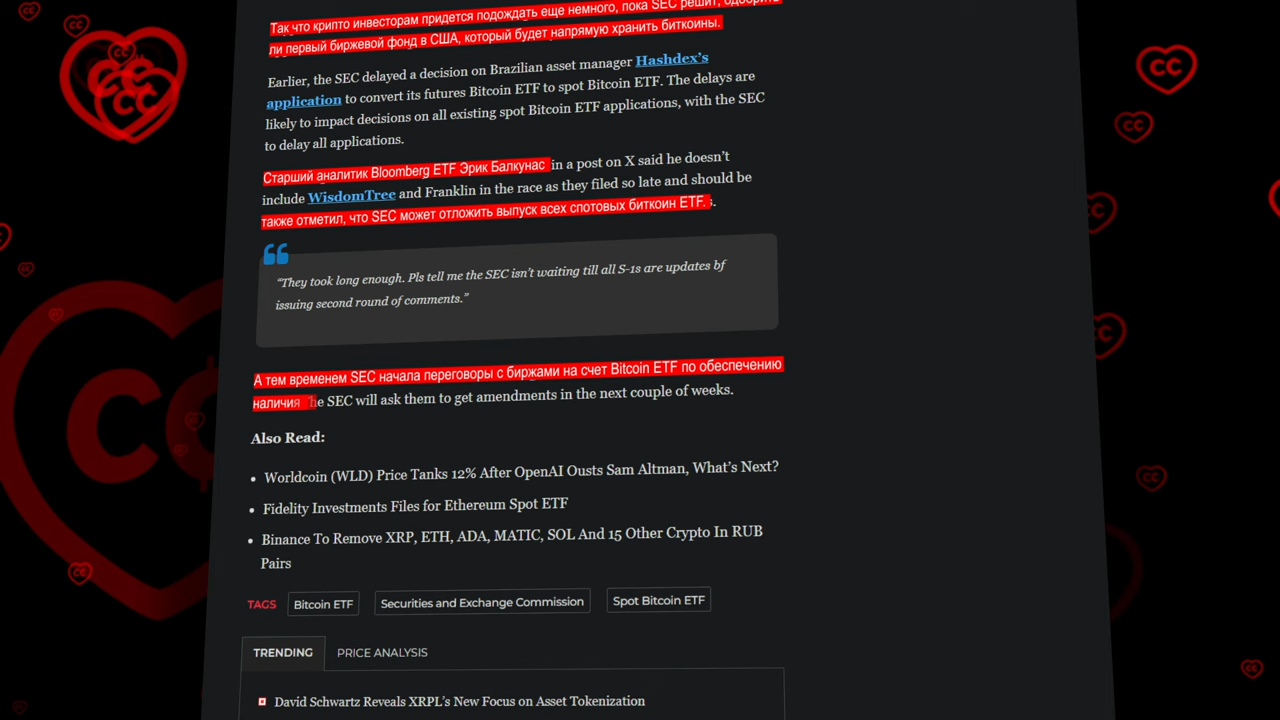 Так что крипто инвесторам придется подождать еще немного, пока SEC решит, одобрить
ли первый биржевой фонд в США, который будет напрямую хранить биткоины.
Earlier, the SEC delayed a decision on Brazilian asset manager Hashdex's
application to convert its futures Bitcoin ETF to spot Bitcoin ETF. The delays are
likely to impact decisions on all existing spot Bitcoin ETF applications, with the SEC
to delay all applications.
Старший аналитик Bloomberg ETF Эрик Балкунас in a post on X said he doesn't
include WisdomTree and Franklin in the race as they filed so late and should be
также отметил, что SEC может отложить выпуск всех спотовых биткоин ETF. s.
"They took long enough. Pls tell me the SEC isn't waiting till all S-1s are updates bf
issuing second round of comments."
А тем временем SEC начала переговоры с биржами на счет Bitcoin ETF по обеспечению
наличия he SEC will ask them to get amendments in the next couple of weeks.
Also Read:
• Worldcoin (WLD) Price Tanks 12% After OpenAI Ousts Sam Altman, What's Next?
• Fidelity Investments Files for Ethereum Spot ETF
• Binance To Remove XRP, ETH, ADA, MATIC, SOL And 15 Other Crypto In RUB
Pairs
TAGS Bitcoin ETF Securities and Exchange Commission Spot Bitcoin ETF
TRENDING PRICE ANALYSIS
David Schwartz Reveals XRPL's New Focus on Asset Tokenization